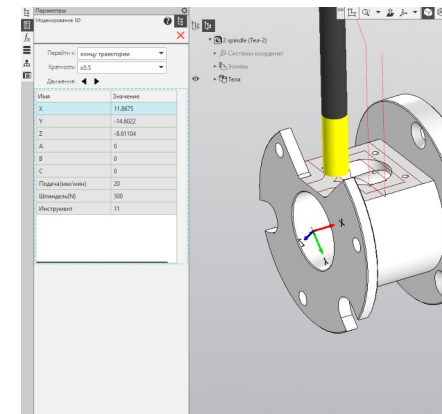 Параметры
Моделирование 3D
Перейти к: концу траектории
Кратность: x0.5
Движение:
Имя Значение
X 11.8675
Y -14.6022
Z -6.61104
A 0
B 0
C 0
Подача(мм/мин) 20
Шпиндель(N) 500
Инструмент 11
2 spindle (Тел-2)
Системы координат
Эскизы
Тела
X